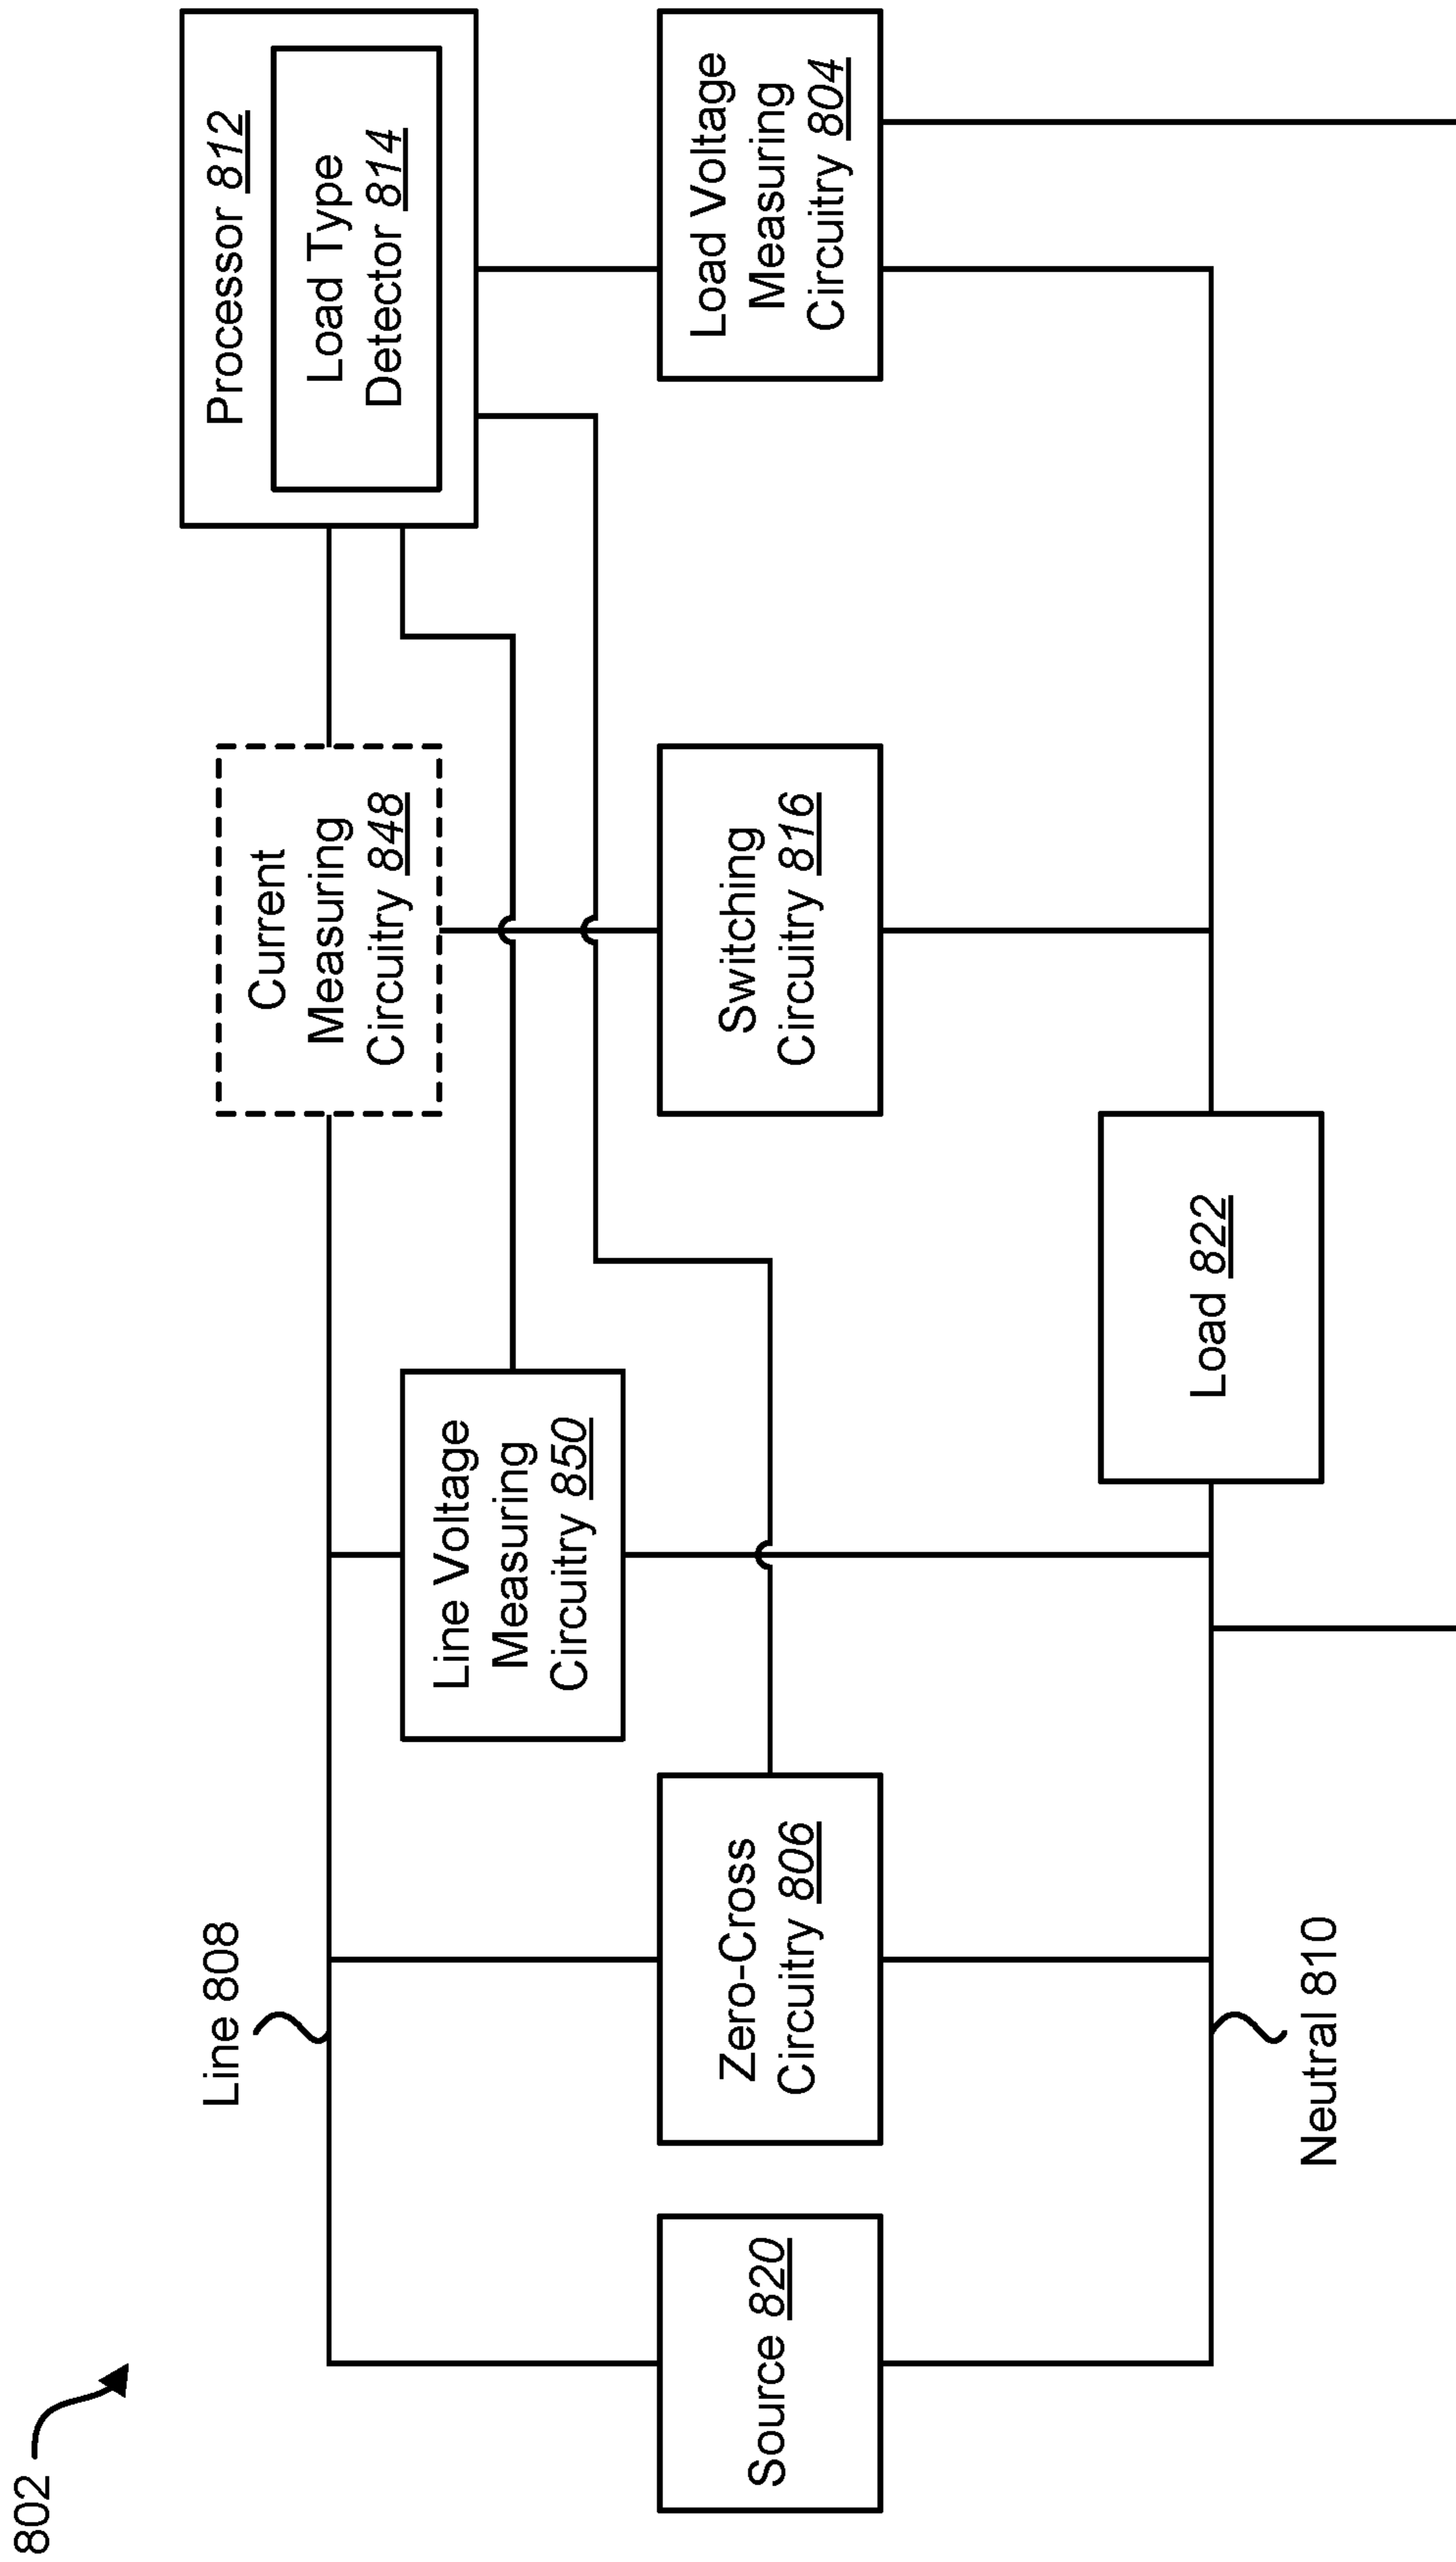 802
Line 808
Current
Measuring
Circuitry 848
Processor 812
Load Type
Detector 814
Line Voltage
Measuring
Circuitry 850
Source 820
Zero-Cross
Circuitry 806
Switching
Circuitry 816
Load Voltage
Measuring
Circuitry 804
Load 822
Neutral 810